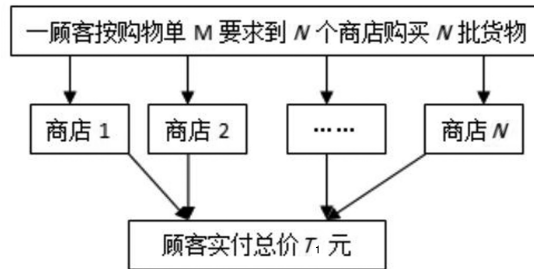 一顾客按购物单 M 要求到 N 个商店购买 N 批货物
商店 1
商店 2
……
商店 N
顾客实付总价 T₁ 元